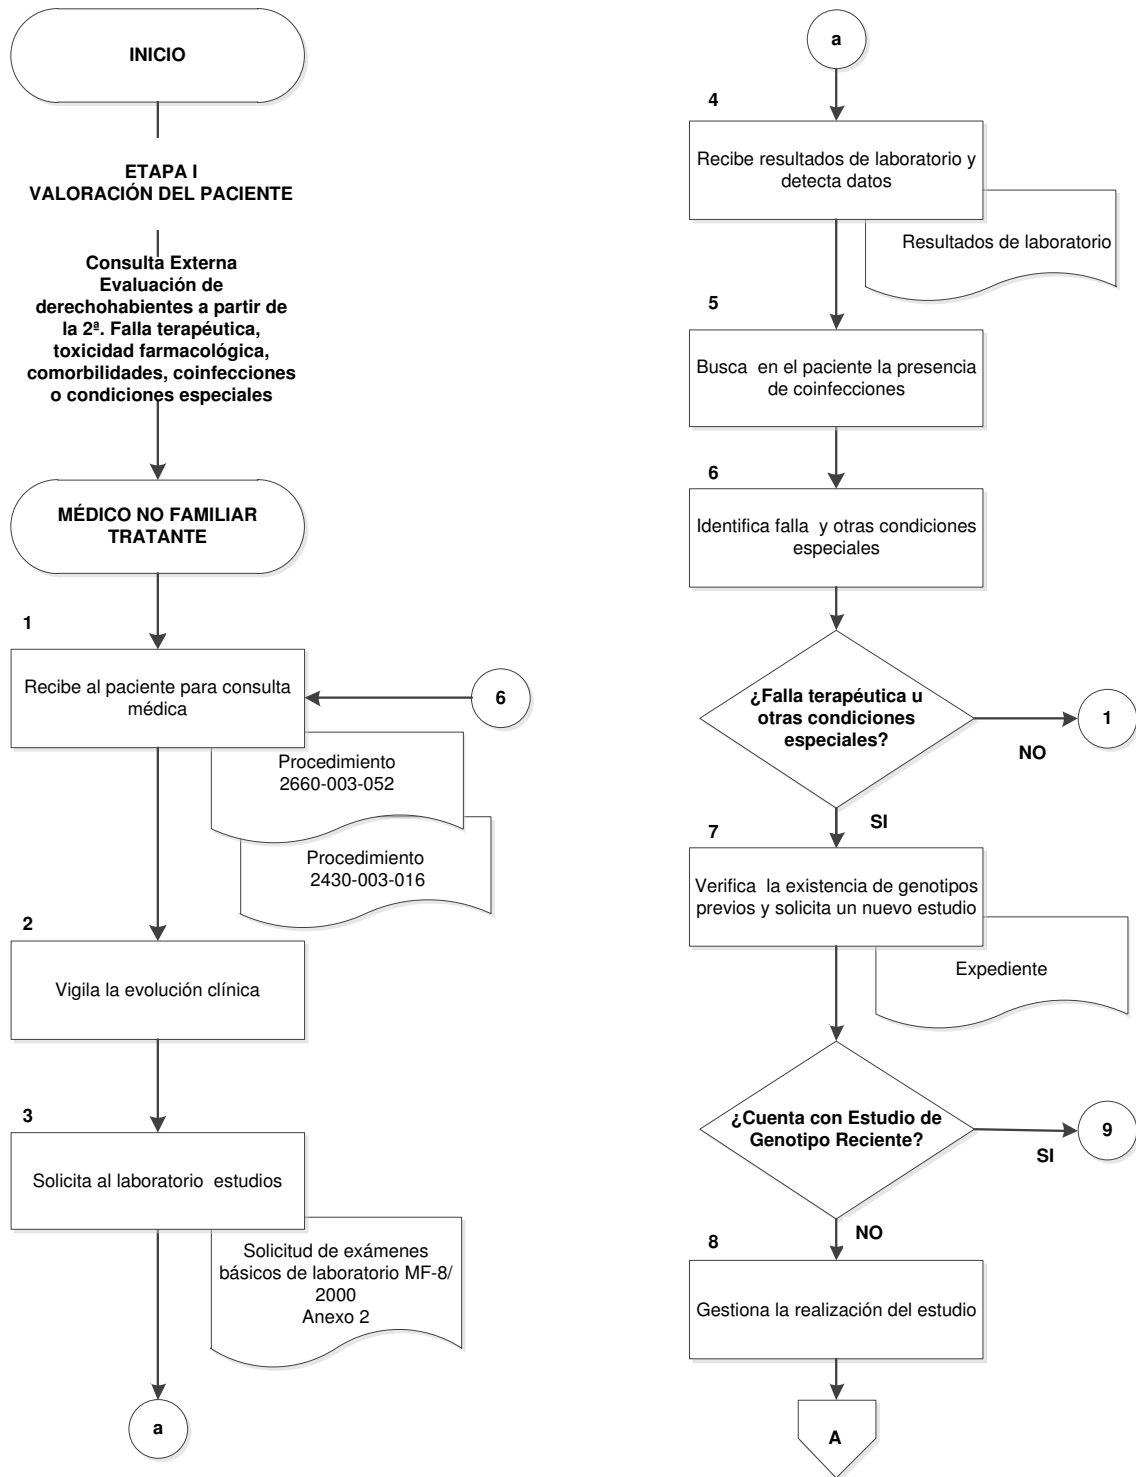 INICIO
ETAPA I
VALORACIÓN DEL PACIENTE
Consulta Externa
Evaluación de
derechohabientes a partir de
la 2ª. Falla terapéutica,
toxicidad farmacológica,
comorbilidades, coinfecciones
o condiciones especiales
MÉDICO NO FAMILIAR
TRATANTE
1
Recibe al paciente para consulta
médica
6
Procedimiento
2660-003-052
Procedimiento
2430-003-016
2
Vigila la evolución clínica
3
Solicita al laboratorio estudios
Solicitud de exámenes
básicos de laboratorio MF-8/
2000
Anexo 2
a
a
4
Recibe resultados de laboratorio y
detecta datos
Resultados de laboratorio
5
Busca en el paciente la presencia
de coinfecciones
6
Identifica falla y otras condiciones
especiales
¿Falla terapéutica u
otras condiciones
especiales?
1
NO
SI
7
Verifica la existencia de genotipos
previos y solicita un nuevo estudio
Expediente
¿Cuenta con Estudio de
Genotipo Reciente?
9
SI
NO
8
Gestiona la realización del estudio
A